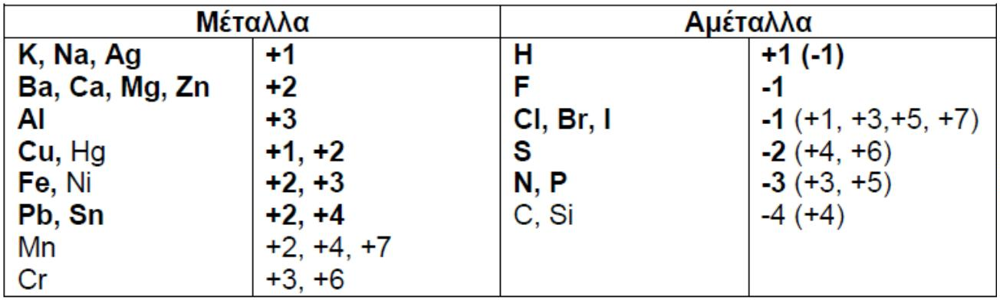 Μέταλλα Αμέταλλα
K, Na, Ag +1 H +1 (-1)
Ba, Ca, Mg, Zn +2 F -1
Al +3 Cl, Br, I -1 (+1, +3,+5, +7)
Cu, Hg +1, +2 S -2 (+4, +6)
Fe, Ni +2, +3 N, P -3 (+3, +5)
Pb, Sn +2, +4 C, Si -4 (+4)
Mn +2, +4, +7
Cr +3, +6